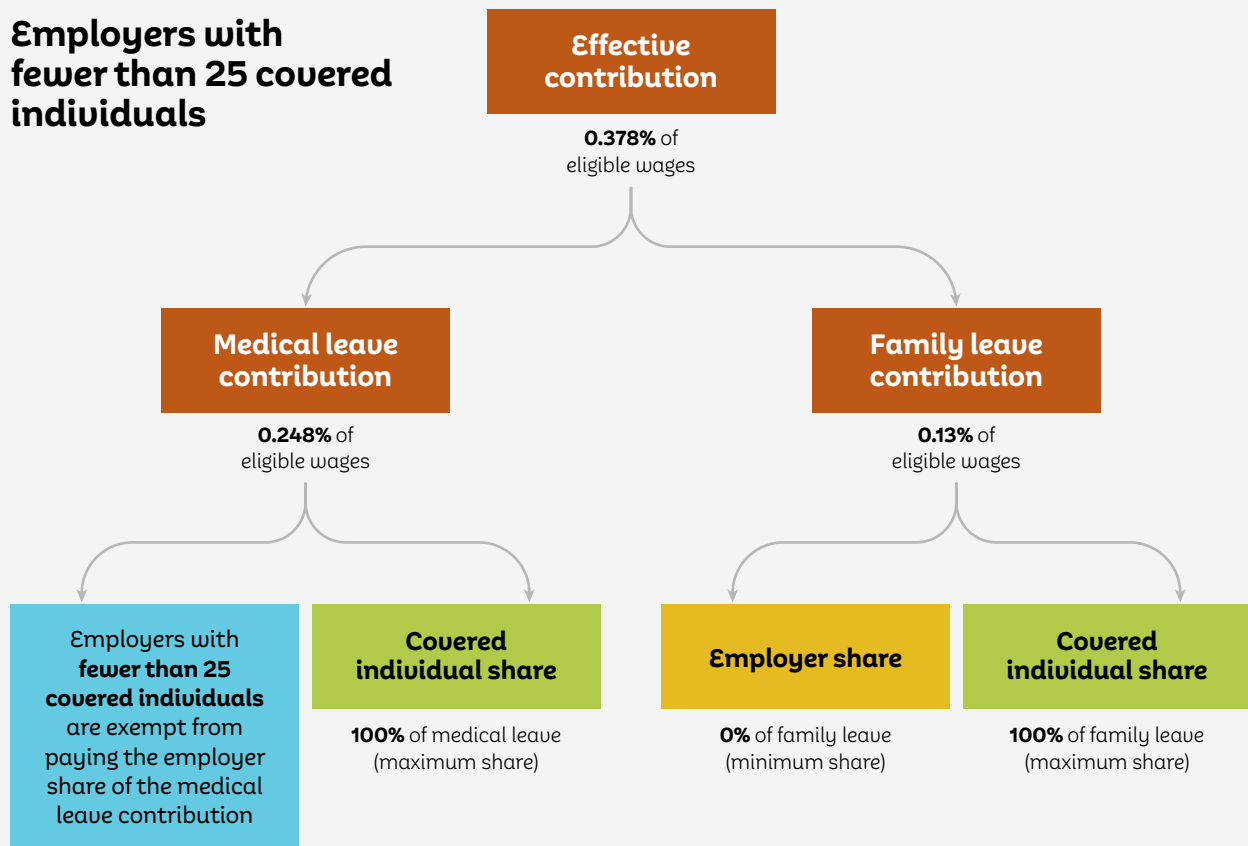 Employers with
fewer than 25 covered
individuals
Effective
contribution
0.378% of
eligible wages
Medical leave
contribution
0.248% of
eligible wages
Family leave
contribution
0.13% of
eligible wages
Employers with
fewer than 25
covered individuals
are exempt from
paying the employer
share of the medical
leave contribution
Covered
individual share
100% of medical leave
(maximum share)
Employer share
0% of family leave
(minimum share)
Covered
individual share
100% of family leave
(maximum share)